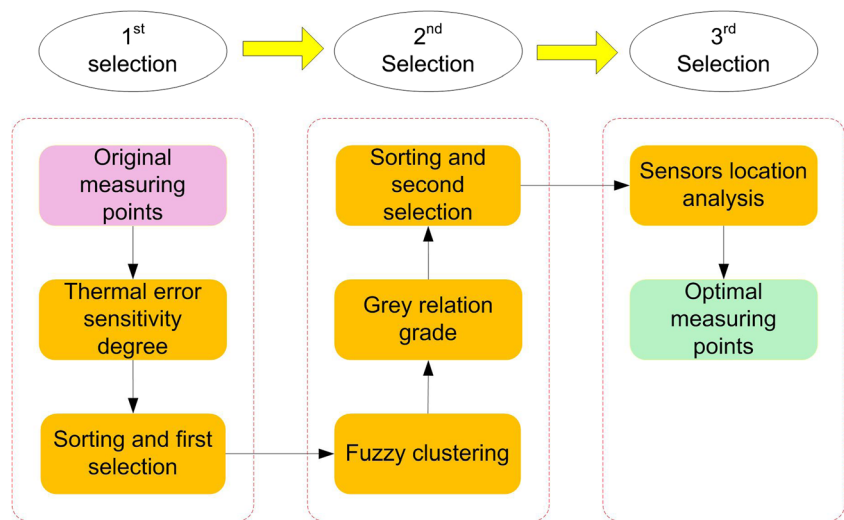 1st
selection
2nd
Selection
3rd
Selection
Original
measuring
points
Thermal error
sensitivity
degree
Sorting and first
selection
Sorting and
second
selection
Grey relation
grade
Fuzzy clustering
Sensors location
analysis
Optimal
measuring
points